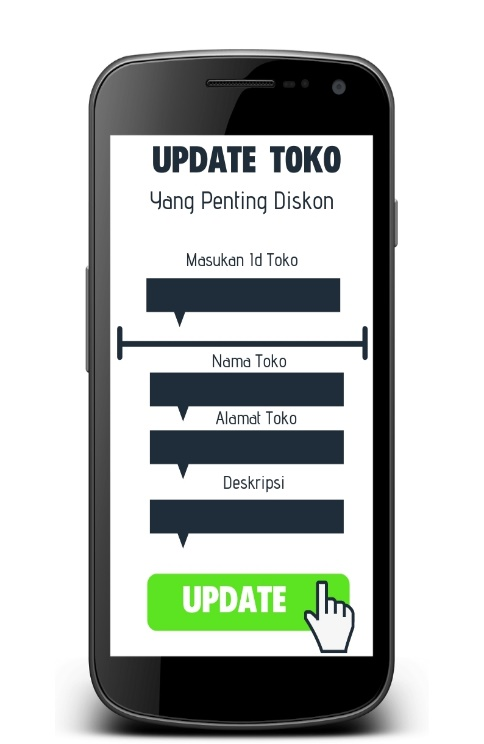 UPDATE TOKO
Yang Penting Diskon
Masukan Id Toko
Nama Toko
Alamat Toko
Deskripsi
UPDATE